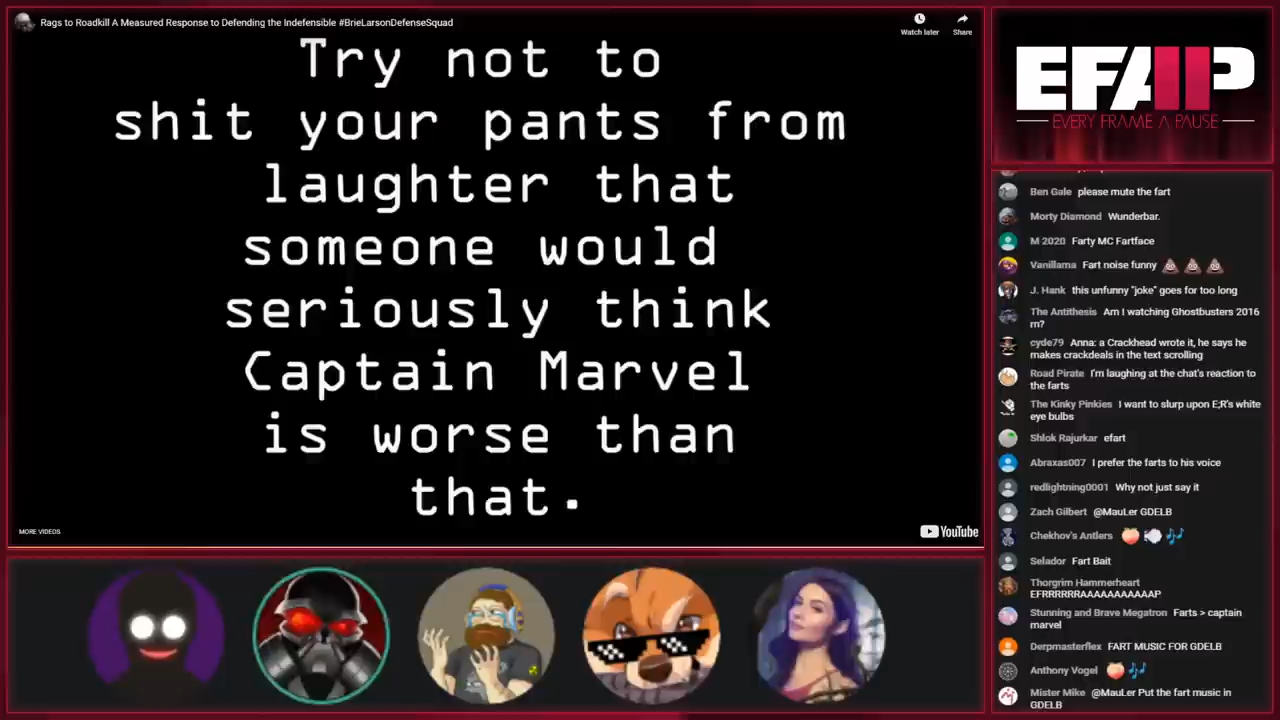 Rags to Roadkill A Measured Response to Defending the Indefensible #BrieLarsonDefenseSquad
Watch later
Share
Try not to
shit your pants from
laughter that
someone would
seriously think
Captain Marvel
is worse than
that.
MORE VIDEOS
YouTube
EFAP
EVERY FRAME A PAUSE
Ben Gale please mute the fart
Morty Diamond Wunderbar.
M 2020 Farty MC Fartface
Vanillama Fart noise funny 💩 💩 💩
J. Hank this unfunny "joke" goes for too long
The Antithesis Am I watching Ghostbusters 2016
rn?
cyde79 Anna: a Crackhead wrote it, he says he
makes crackdeals in the text scrolling
Road Pirate I'm laughing at the chat's reaction to
the farts
The Kinky Pinkies I want to slurp upon E;R's white
eye bulbs
Shlok Rajurkar efart
Abraxas007 I prefer the farts to his voice
redlightning0001 Why not just say it
Zach Gilbert @MauLer GDELB
Chekhov's Antlers 🍑 💨 🎶
Selador Fart Bait
Thorgrim Hammerheart
EFRRRRRRAAAAAAAAAAAP
Stunning and Brave Megatron Farts > captain
marvel
Derpmasterflex FART MUSIC FOR GDELB
Anthony Vogel 🍑 🎶
Mister Mike @MauLer Put the fart music in
GDELB